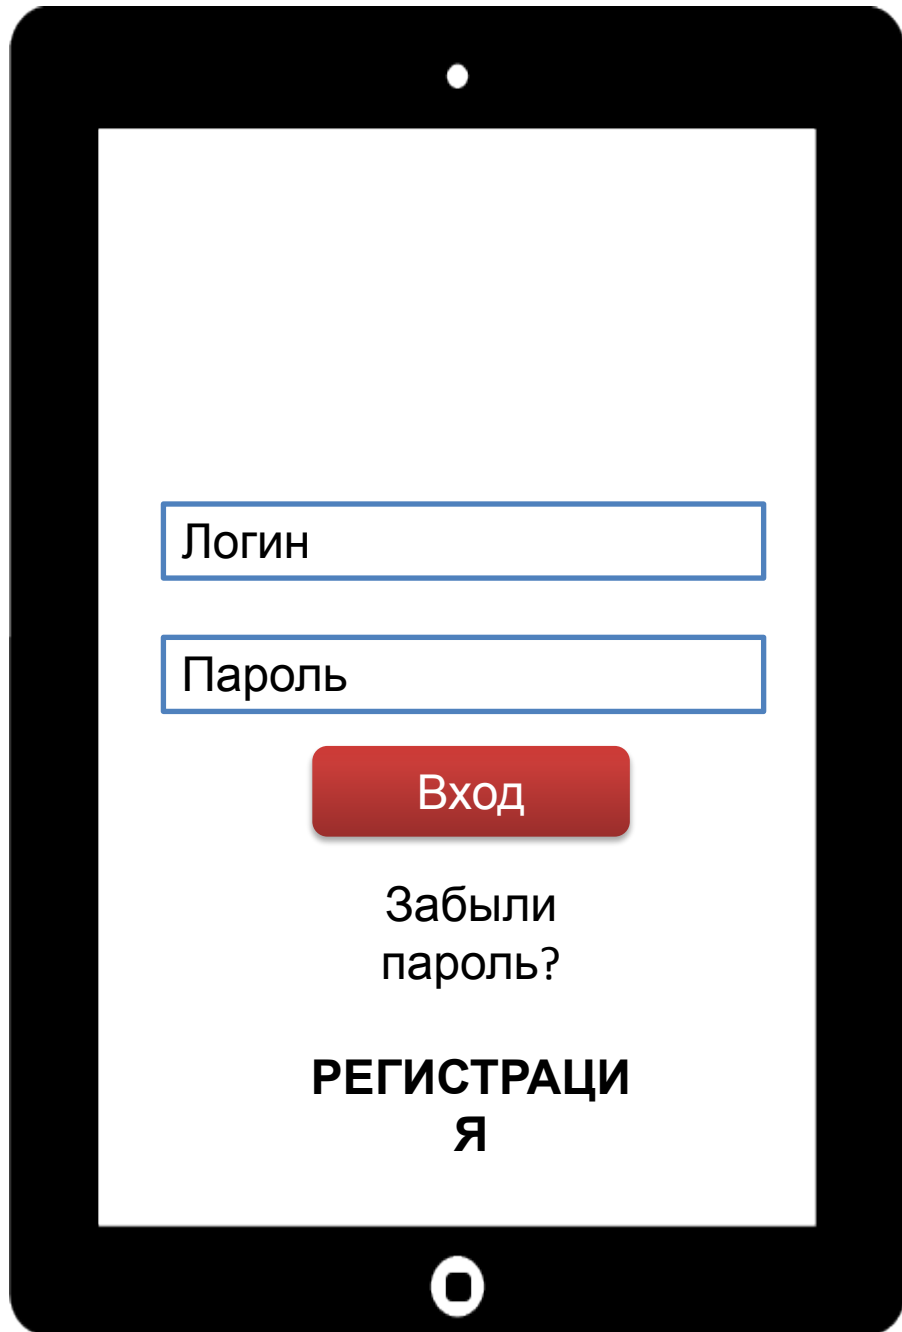 Логин
Пароль
Вход
Забыли
пароль?
РЕГИСТРАЦИ
Я